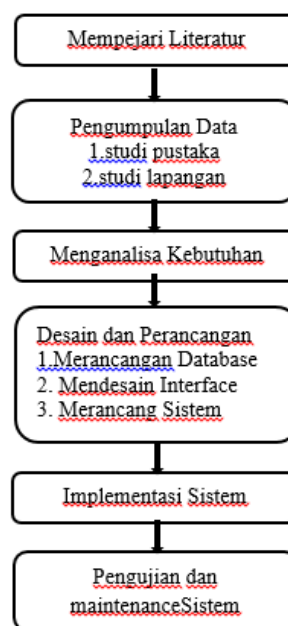 Mempejari Literatur
Pengumpulan Data
1.studi pustaka
2.studi lapangan
Menganalisa Kebutuhan
Desain dan Perancangan
1.Merancangan Database
2. Mendesain Interface
3. Merancang Sistem
Implementasi Sistem
Pengujian dan
maintenanceSistem